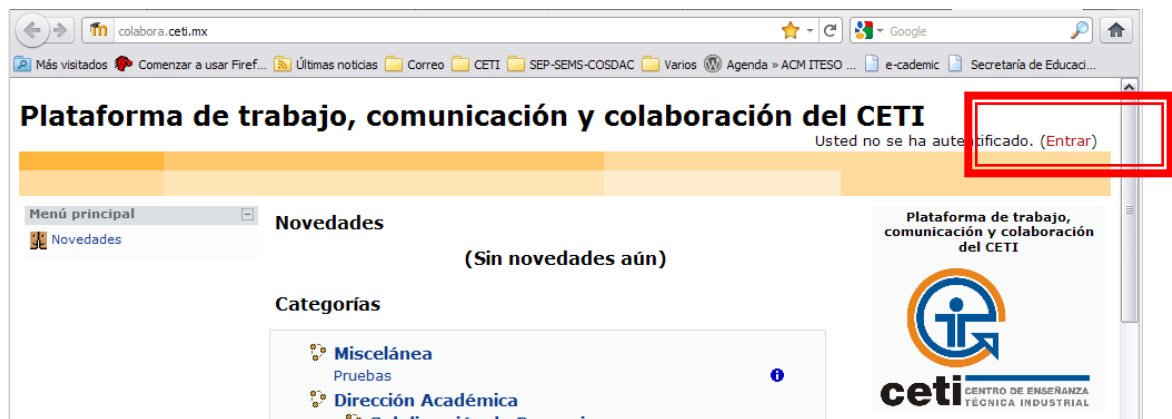 colabora.ceti.mx
Google
Más visitados Comenzar a usar Firef... Últimas noticias Correo CETI SEP-SEMS-COSDAC Varios Agenda » ACM ITESO ... e-cademic Secretaría de Educaci...
Plataforma de trabajo, comunicación y colaboración del CETI
Usted no se ha autentificado. (Entrar)
Menú principal
Novedades
Novedades
(Sin novedades aún)
Categorías
Miscelánea
Pruebas
Dirección Académica
Plataforma de trabajo,
comunicación y colaboración
del CETI
ceti CENTRO DE ENSEÑANZA
TÉCNICA INDUSTRIAL